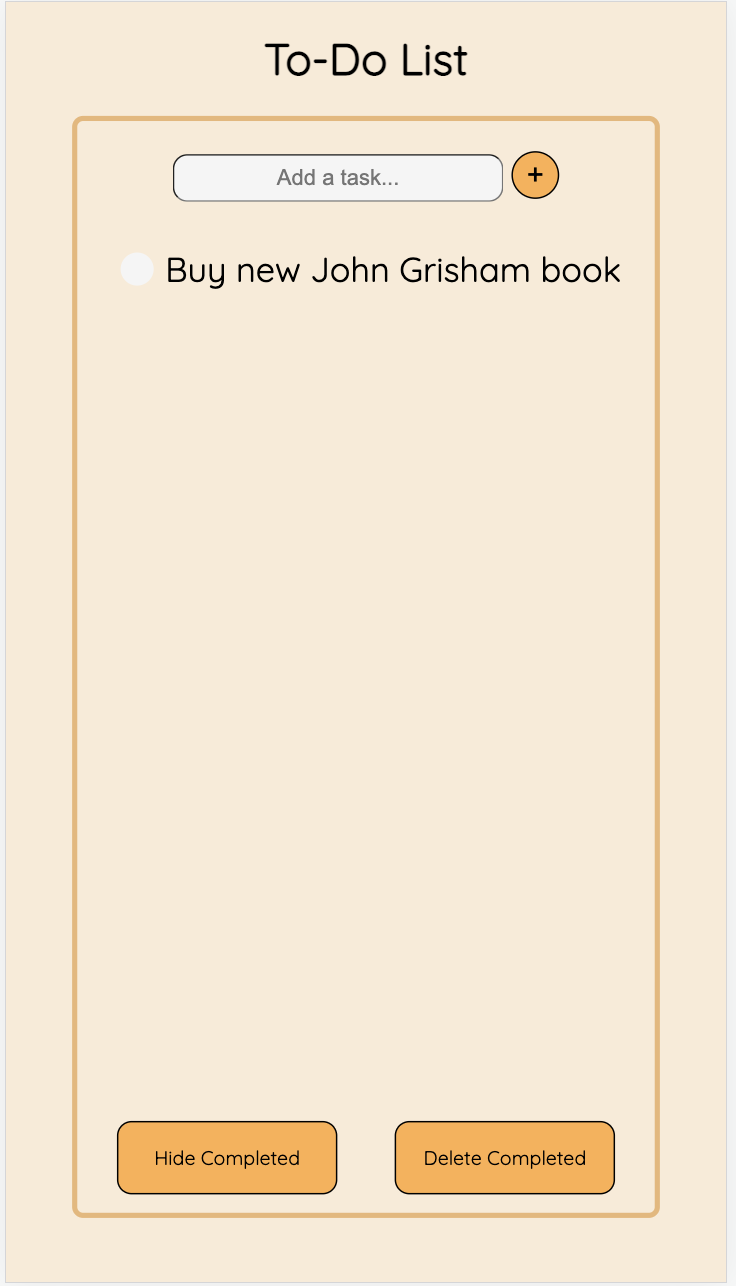 To-Do List
Add a task...
+
Buy new John Grisham book
Hide Completed
Delete Completed